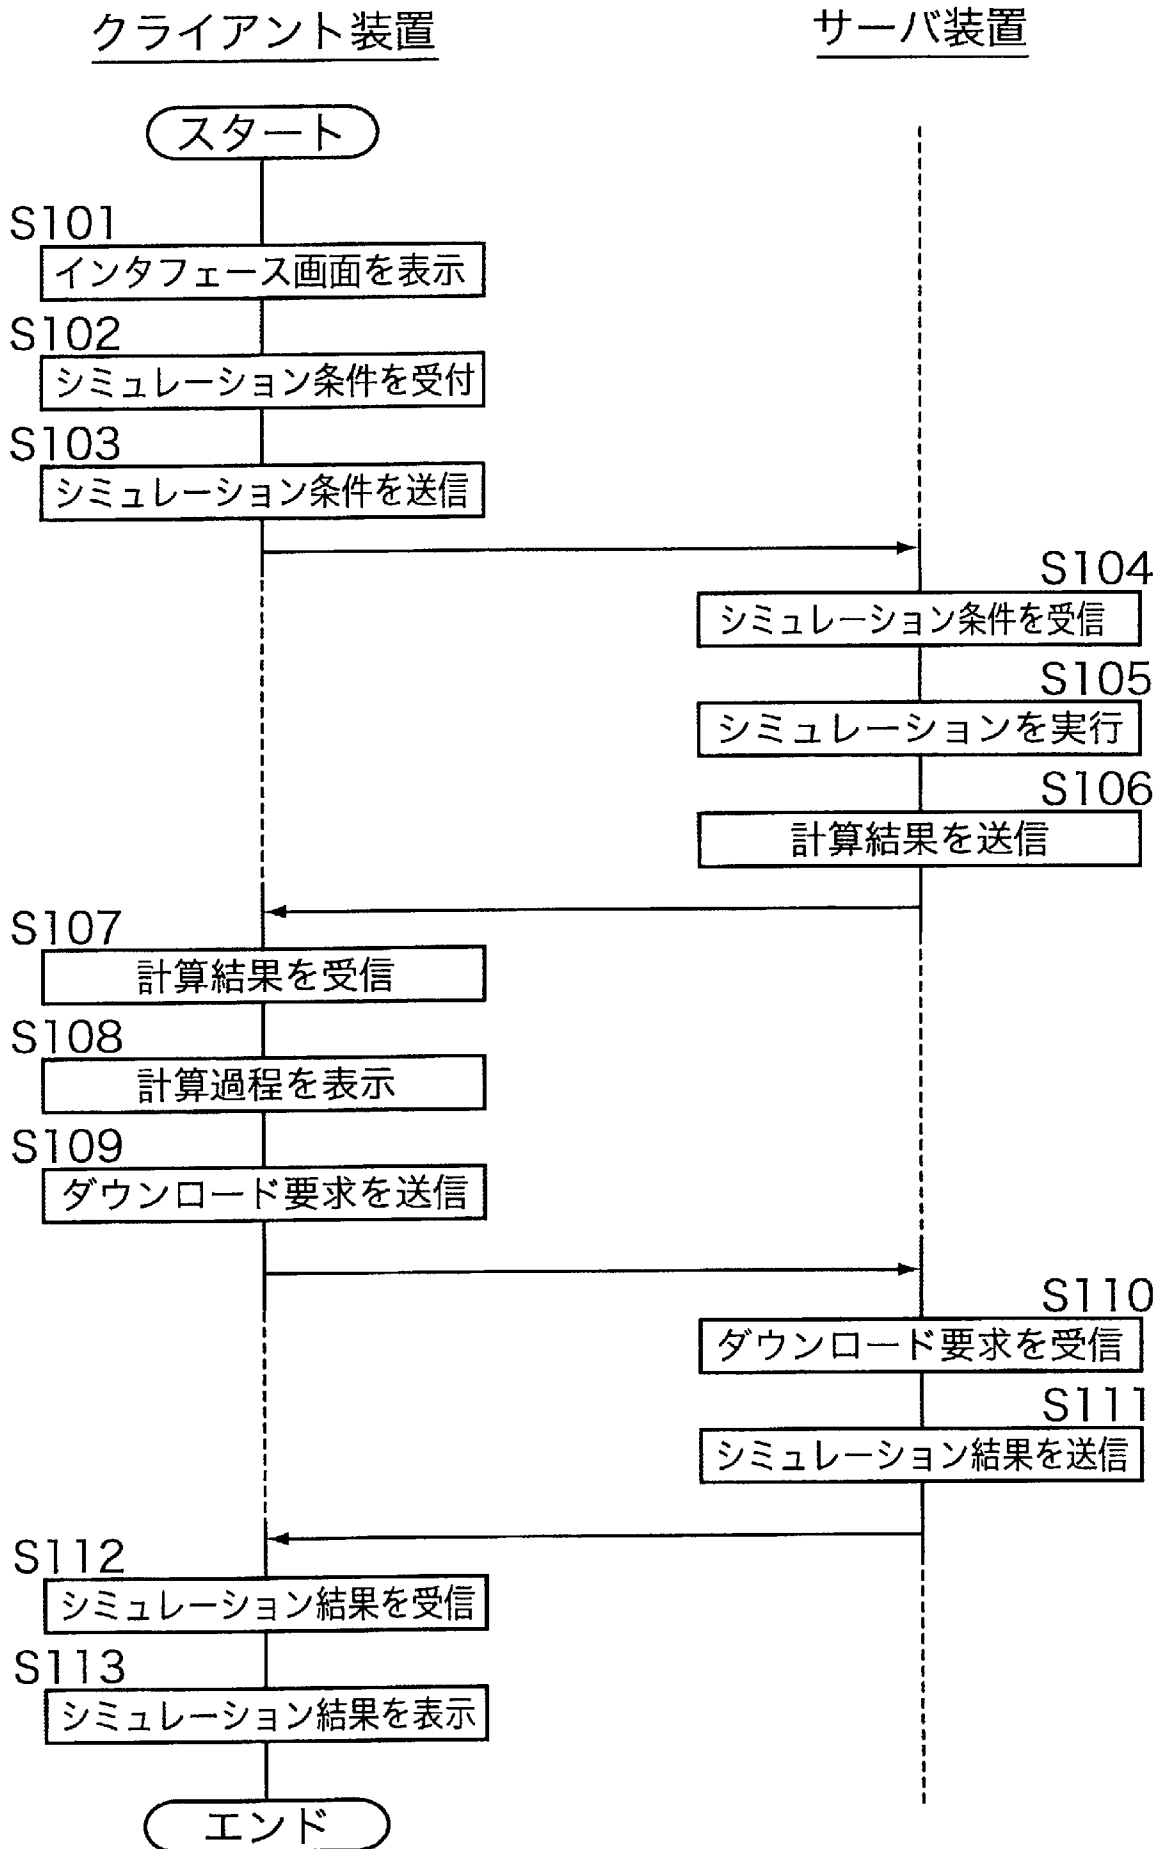 クライアント装置
サーバ装置
スタート
S101
インタフェース画面を表示
S102
シミュレーション条件を受付
S103
シミュレーション条件を送信
S104
シミュレーション条件を受信
S105
シミュレーションを実行
S106
計算結果を送信
S107
計算結果を受信
S108
計算過程を表示
S109
ダウンロード要求を送信
S110
ダウンロード要求を受信
S111
シミュレーション結果を送信
S112
シミュレーション結果を受信
S113
シミュレーション結果を表示
エンド